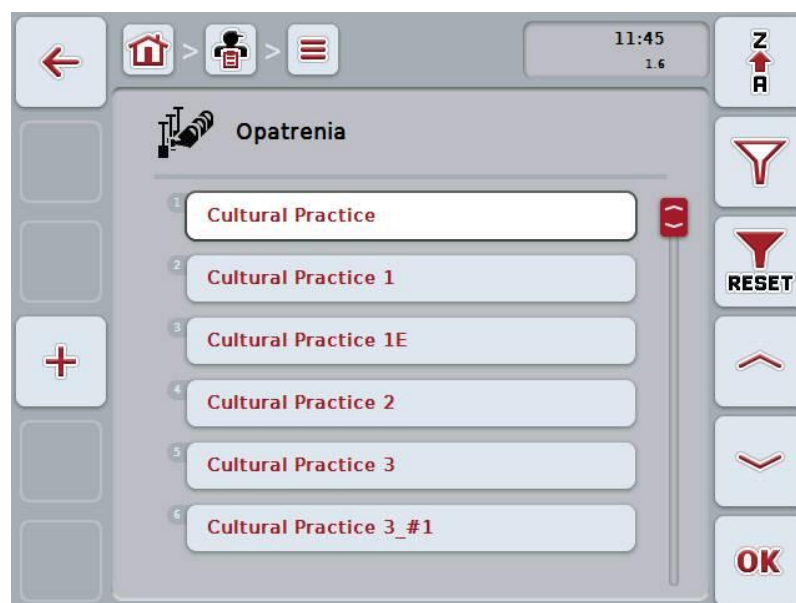 > > 11:45
1.6
Z
A
Opatrenia
1 Cultural Practice
2 Cultural Practice 1
RESET
3 Cultural Practice 1E
4 Cultural Practice 2
5 Cultural Practice 3
6 Cultural Practice 3_#1
OK